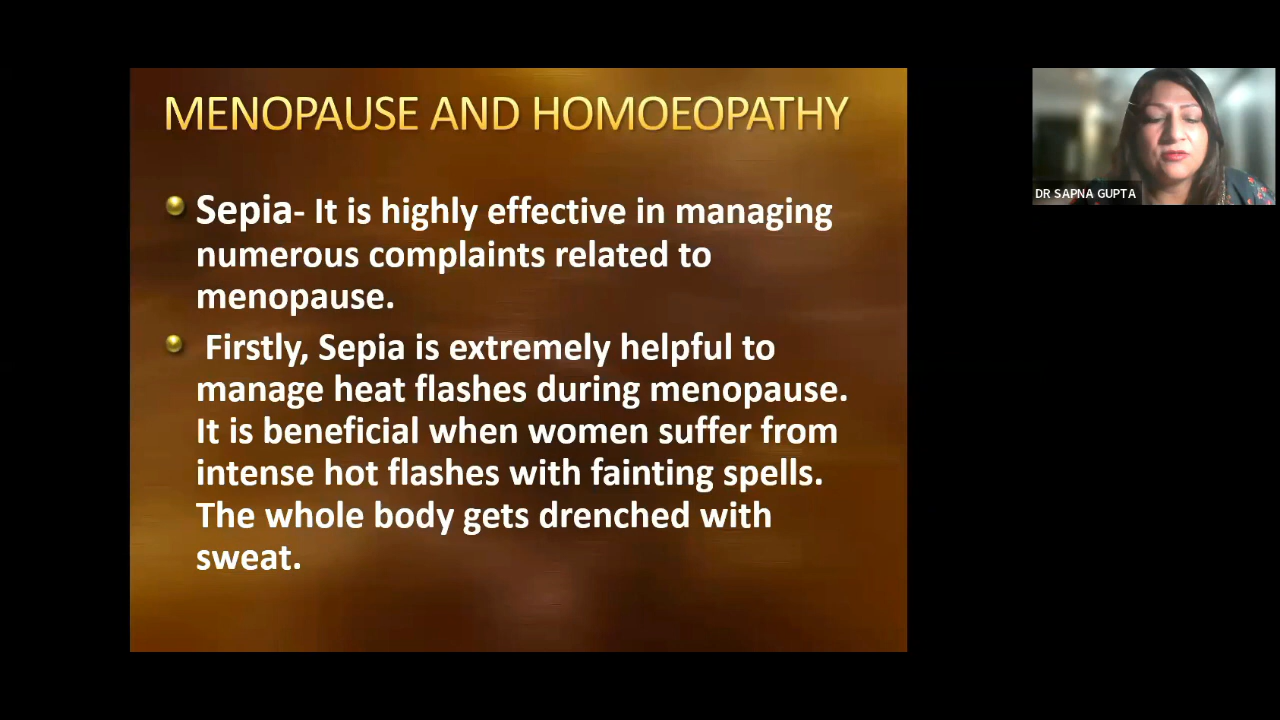 MENOPAUSE AND HOMOEOPATHY
Sepia- It is highly effective in managing
numerous complaints related to
menopause.
Firstly, Sepia is extremely helpful to
manage heat flashes during menopause.
It is beneficial when women suffer from
intense hot flashes with fainting spells.
The whole body gets drenched with
sweat.
DR SAPNA GUPTA